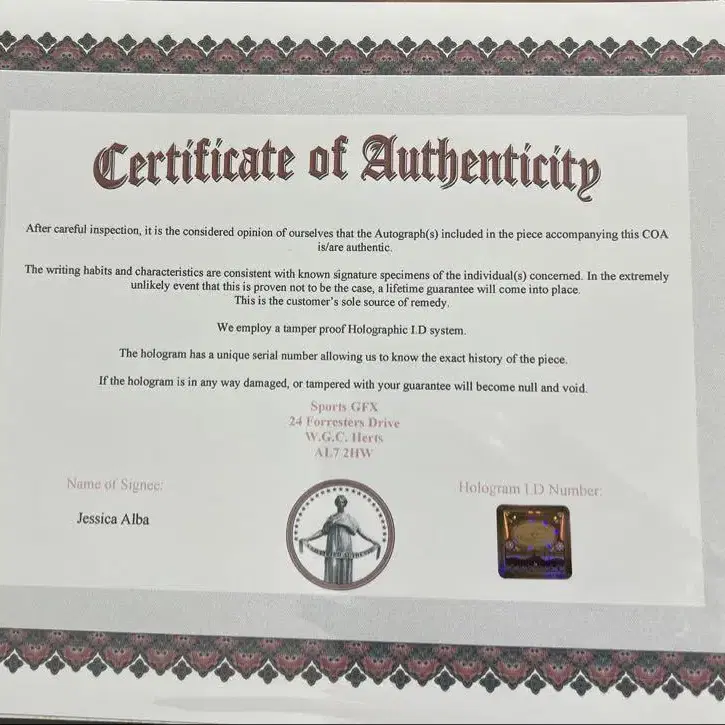 Certificate of Authenticity
After careful inspection, it is the considered opinion of ourselves that the Autograph(s) included in the piece accompanying this COA
is/are authentic.
The writing habits and characteristics are consistent with known signature specimens of the individual(s) concerned. In the extremely
unlikely event that this is proven not to be the case, a lifetime guarantee will come into place.
This is the customer's sole source of remedy.
We employ a tamper proof Holographic I.D system.
The hologram has a unique serial number allowing us to know the exact history of the piece.
If the hologram is in any way damaged, or tampered with your guarantee will become null and void.
Sports GFX
24 Forresters Drive
W.G.C. Herts
AL7 2HW
Name of Signee:
Hologram I.D Number:
Jessica Alba